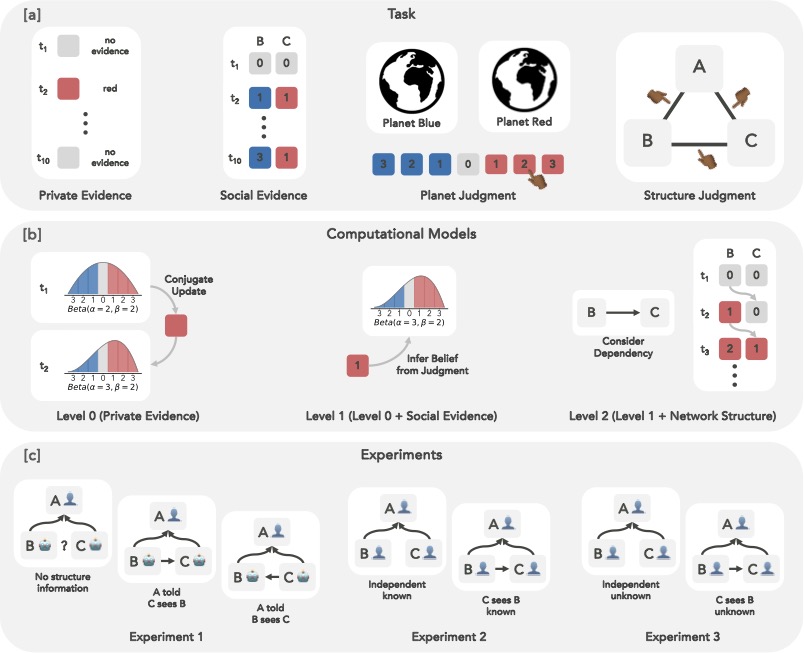 [a]
Task
t1
no
evidence
t2
red
t10
no
evidence
Private Evidence
B C
t1 0 0
t2 1 1
t10 3 1
Social Evidence
Planet Blue
Planet Red
3 2 1 0 1 2 3
Planet Judgment
A
B
C
Structure Judgment
[b]
Computational Models
t1
3 2 1 0 1 2 3
Beta(α = 2, β = 2)
Conjugate
Update
t2
3 2 1 0 1 2 3
Beta(α = 3, β = 2)
Level 0 (Private Evidence)
3 2 1 0 1 2 3
Beta(α = 3, β = 2)
1
Infer Belief
from Judgment
Level 1 (Level 0 + Social Evidence)
B C
Consider
Dependency
B C
t1 0 0
t2 1 0
t3 2 1
Level 2 (Level 1 + Network Structure)
[c]
Experiments
A
B ? C
No structure
information
A
B C
A told
C sees B
A
B C
A told
B sees C
Experiment 1
A
B C
Independent
known
A
B C
C sees B
known
Experiment 2
A
B C
Independent
unknown
A
B C
C sees B
unknown
Experiment 3